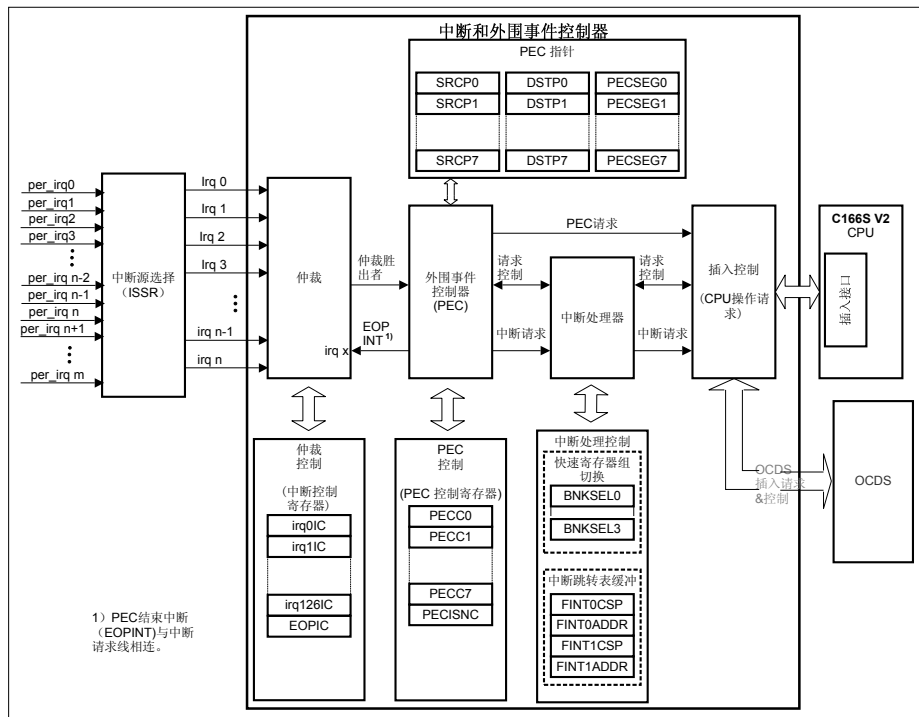 中断和外围事件控制器
PEC 指针
SRCP0
DSTP0
PECSEG0
SRCP1
DSTP1
PECSEG1
SRCP7
DSTP7
PECSEG7
per_irq0
per_irq1
per_irq2
per_irq3
per_irq n-2
per_irq n-1
per_irq n
per_irq n+1
per_irq m
中断源选择
(ISSR)
Irq 0
Irq 1
Irq 2
Irq 3
irq n-1
irq n
仲裁
irq x
仲裁胜
出者
EOP
INT 1)
外围事件
控制器
(PEC)
PEC请求
请求
控制
中断请求
中断处理器
请求
控制
中断请求
插入控制
(CPU操作请
求)
C166S V2
CPU
插入接口
仲裁
控制
(中断控制
寄存器)
irq0IC
irq1IC
irq126IC
EOPIC
PEC
控制
(PEC 控制寄存器)
PECC0
PECC1
PECC7
PECISNC
中断处理控制
快速寄存器组
切换
BNKSEL0
BNKSEL3
中断跳转表缓冲
FINT0CSP
FINT0ADDR
FINT1CSP
FINT1ADDR
OCDS
插入请求
&控制
OCDS
1）PEC结束中断
（EOPINT)与中断
请求线相连。